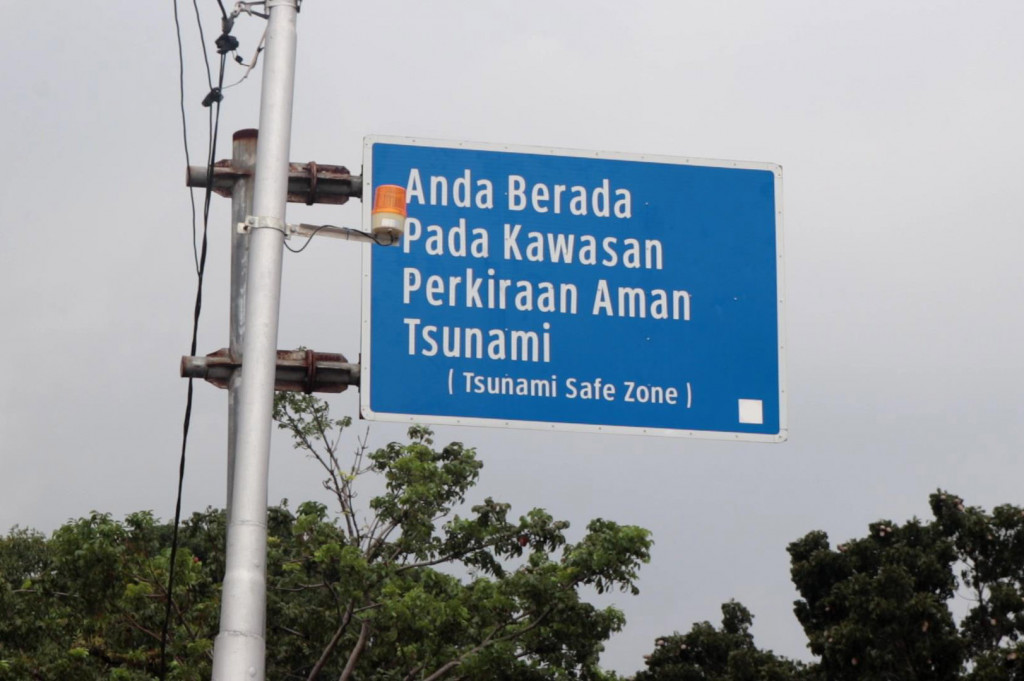 Anda Berada
Pada Kawasan
Perkiraan Aman
Tsunami
( Tsunami Safe Zone )